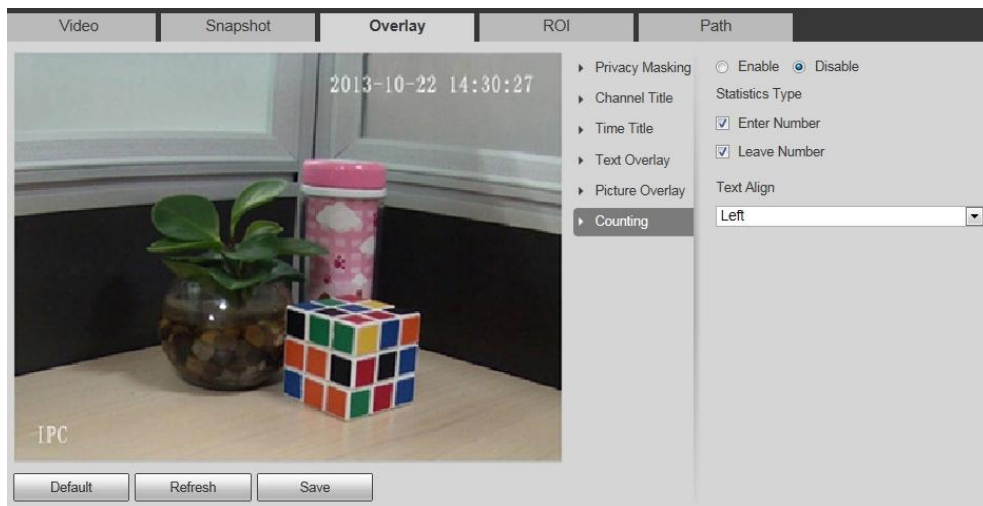 Video Snapshot Overlay ROI Path
2013-10-22 14:30:27
IPC
Privacy Masking
Channel Title
Time Title
Text Overlay
Picture Overlay
Counting
Enable Disable
Statistics Type
Enter Number
Leave Number
Text Align
Left
Default Refresh Save